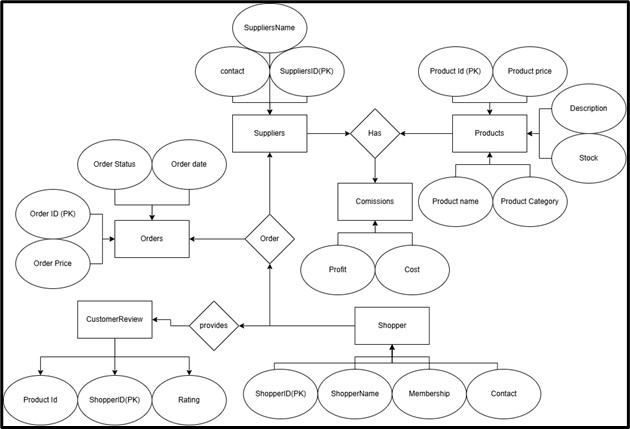 SuppliersName
contact
SuppliersID(PK)
Product Id (PK)
Product price
Suppliers
Has
Products
Description
Stock
Order Status
Order date
Comissions
Product name
Product Category
Order ID (PK)
Orders
Order
Order Price
Profit
Cost
CustomerReview
provides
Shopper
Product Id
ShopperID(PK)
Rating
ShopperID(PK)
ShopperName
Membership
Contact